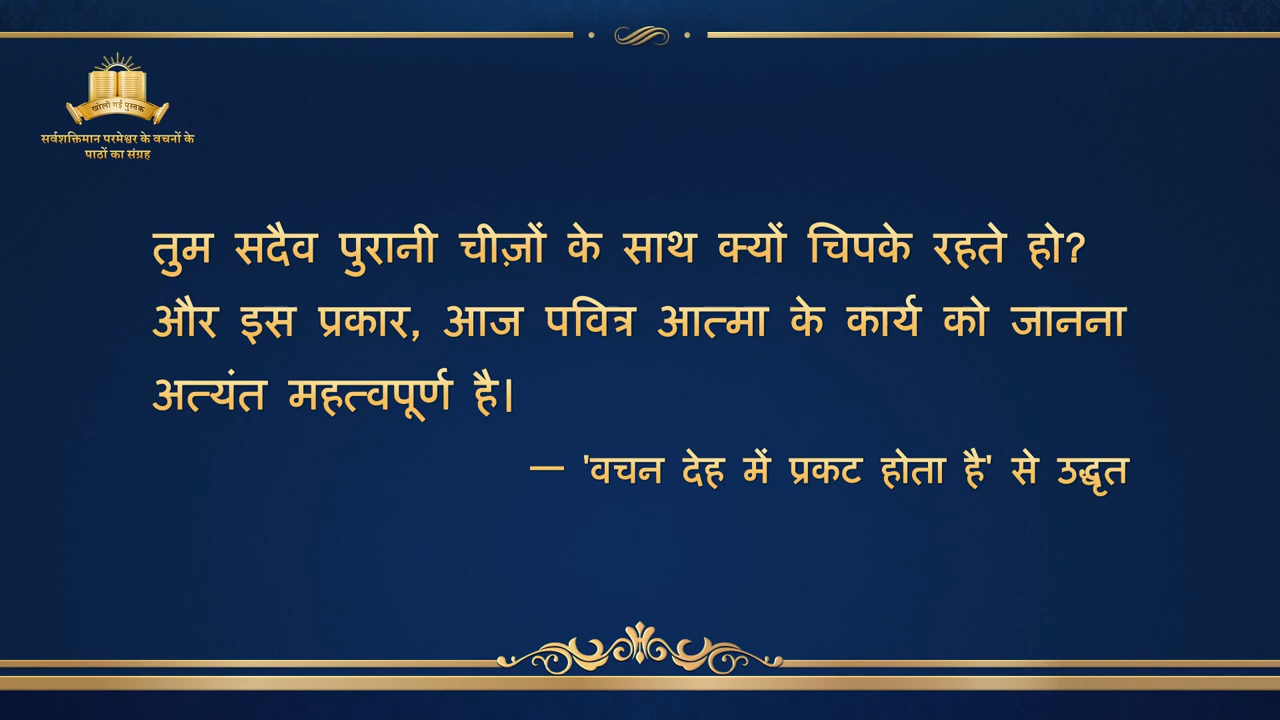 खोली गई पुस्तक
सर्वशक्तिमान परमेश्वर के वचनों के
पाठों का संग्रह
तुम सदैव पुरानी चीज़ों के साथ क्यों चिपके रहते हो?
और इस प्रकार, आज पवित्र आत्मा के कार्य को जानना
अत्यंत महत्वपूर्ण है।
— 'वचन देह में प्रकट होता है' से उद्धृत